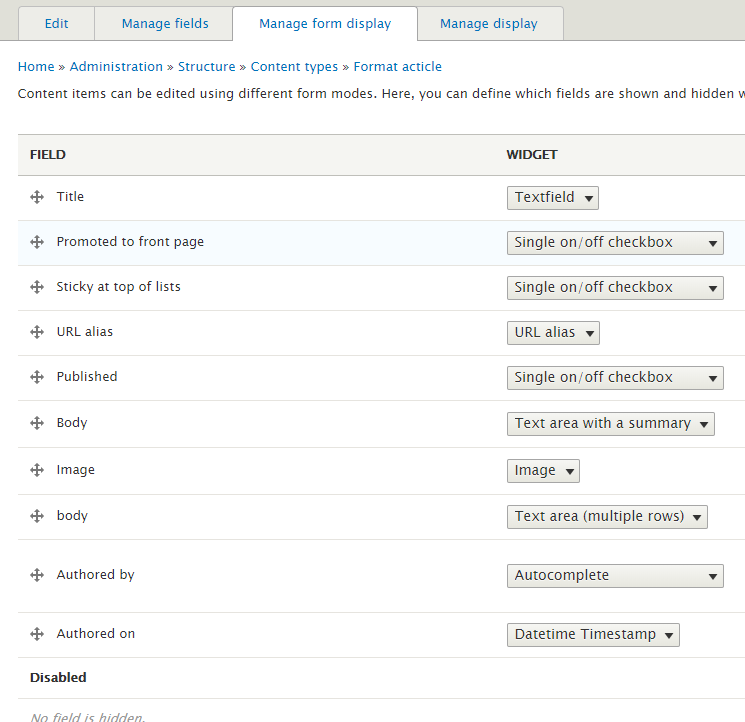 Edit Manage fields Manage form display Manage display
Home » Administration » Structure » Content types » Format acticle
Content items can be edited using different form modes. Here, you can define which fields are shown and hidden w
FIELD WIDGET
Title Textfield
Promoted to front page Single on/off checkbox
Sticky at top of lists Single on/off checkbox
URL alias URL alias
Published Single on/off checkbox
Body Text area with a summary
Image Image
body Text area (multiple rows)
Authored by Autocomplete
Authored on Datetime Timestamp
Disabled
No field is hidden.